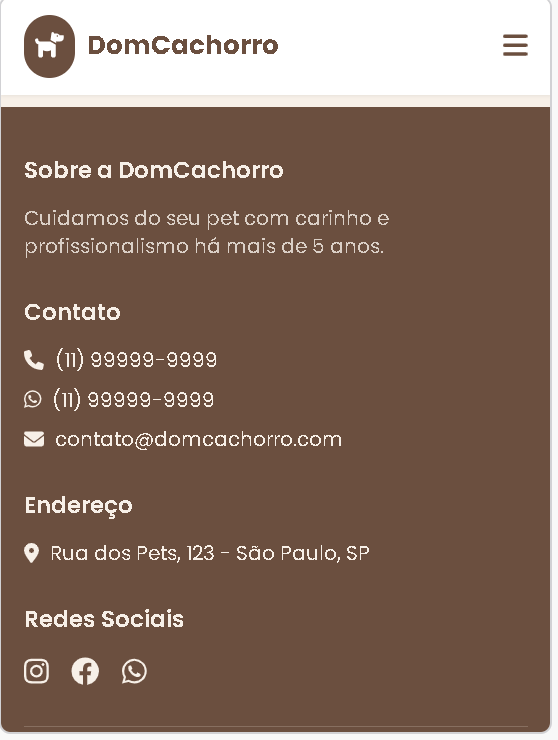 DomCachorro
Sobre a DomCachorro
Cuidamos do seu pet com carinho e
profissionalismo há mais de 5 anos.
Contato
(11) 99999-9999
(11) 99999-9999
contato@domcachorro.com
Endereço
Rua dos Pets, 123 - São Paulo, SP
Redes Sociais